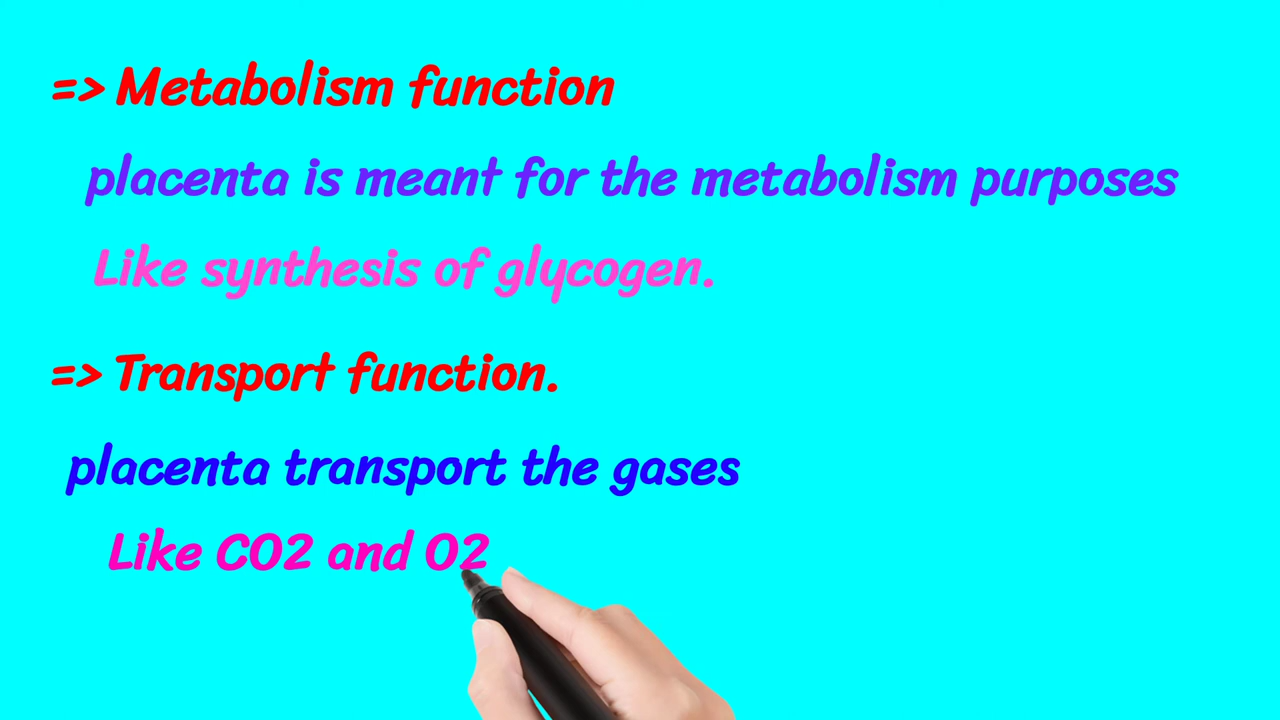 => Metabolism function
placenta is meant for the metabolism purposes
Like synthesis of glycogen.
=> Transport function.
placenta transport the gases
Like CO2 and O2